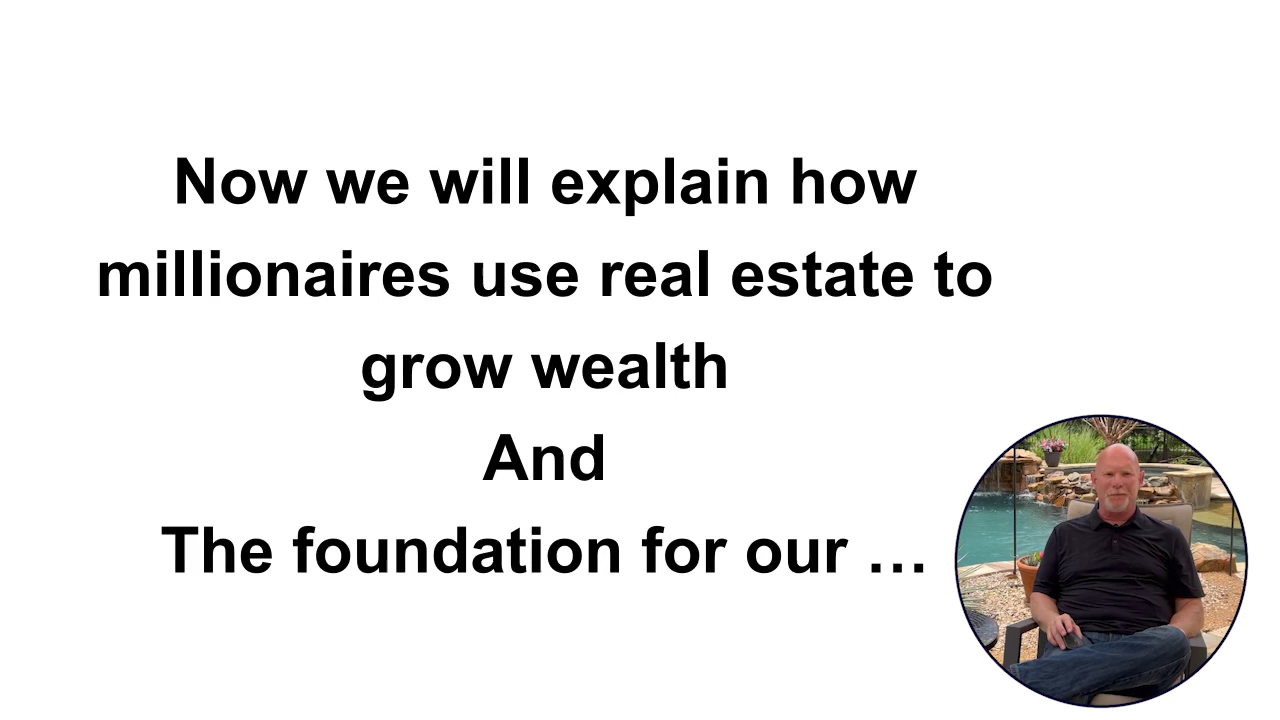 Now we will explain how
millionaires use real estate to
grow wealth
And
The foundation for our …